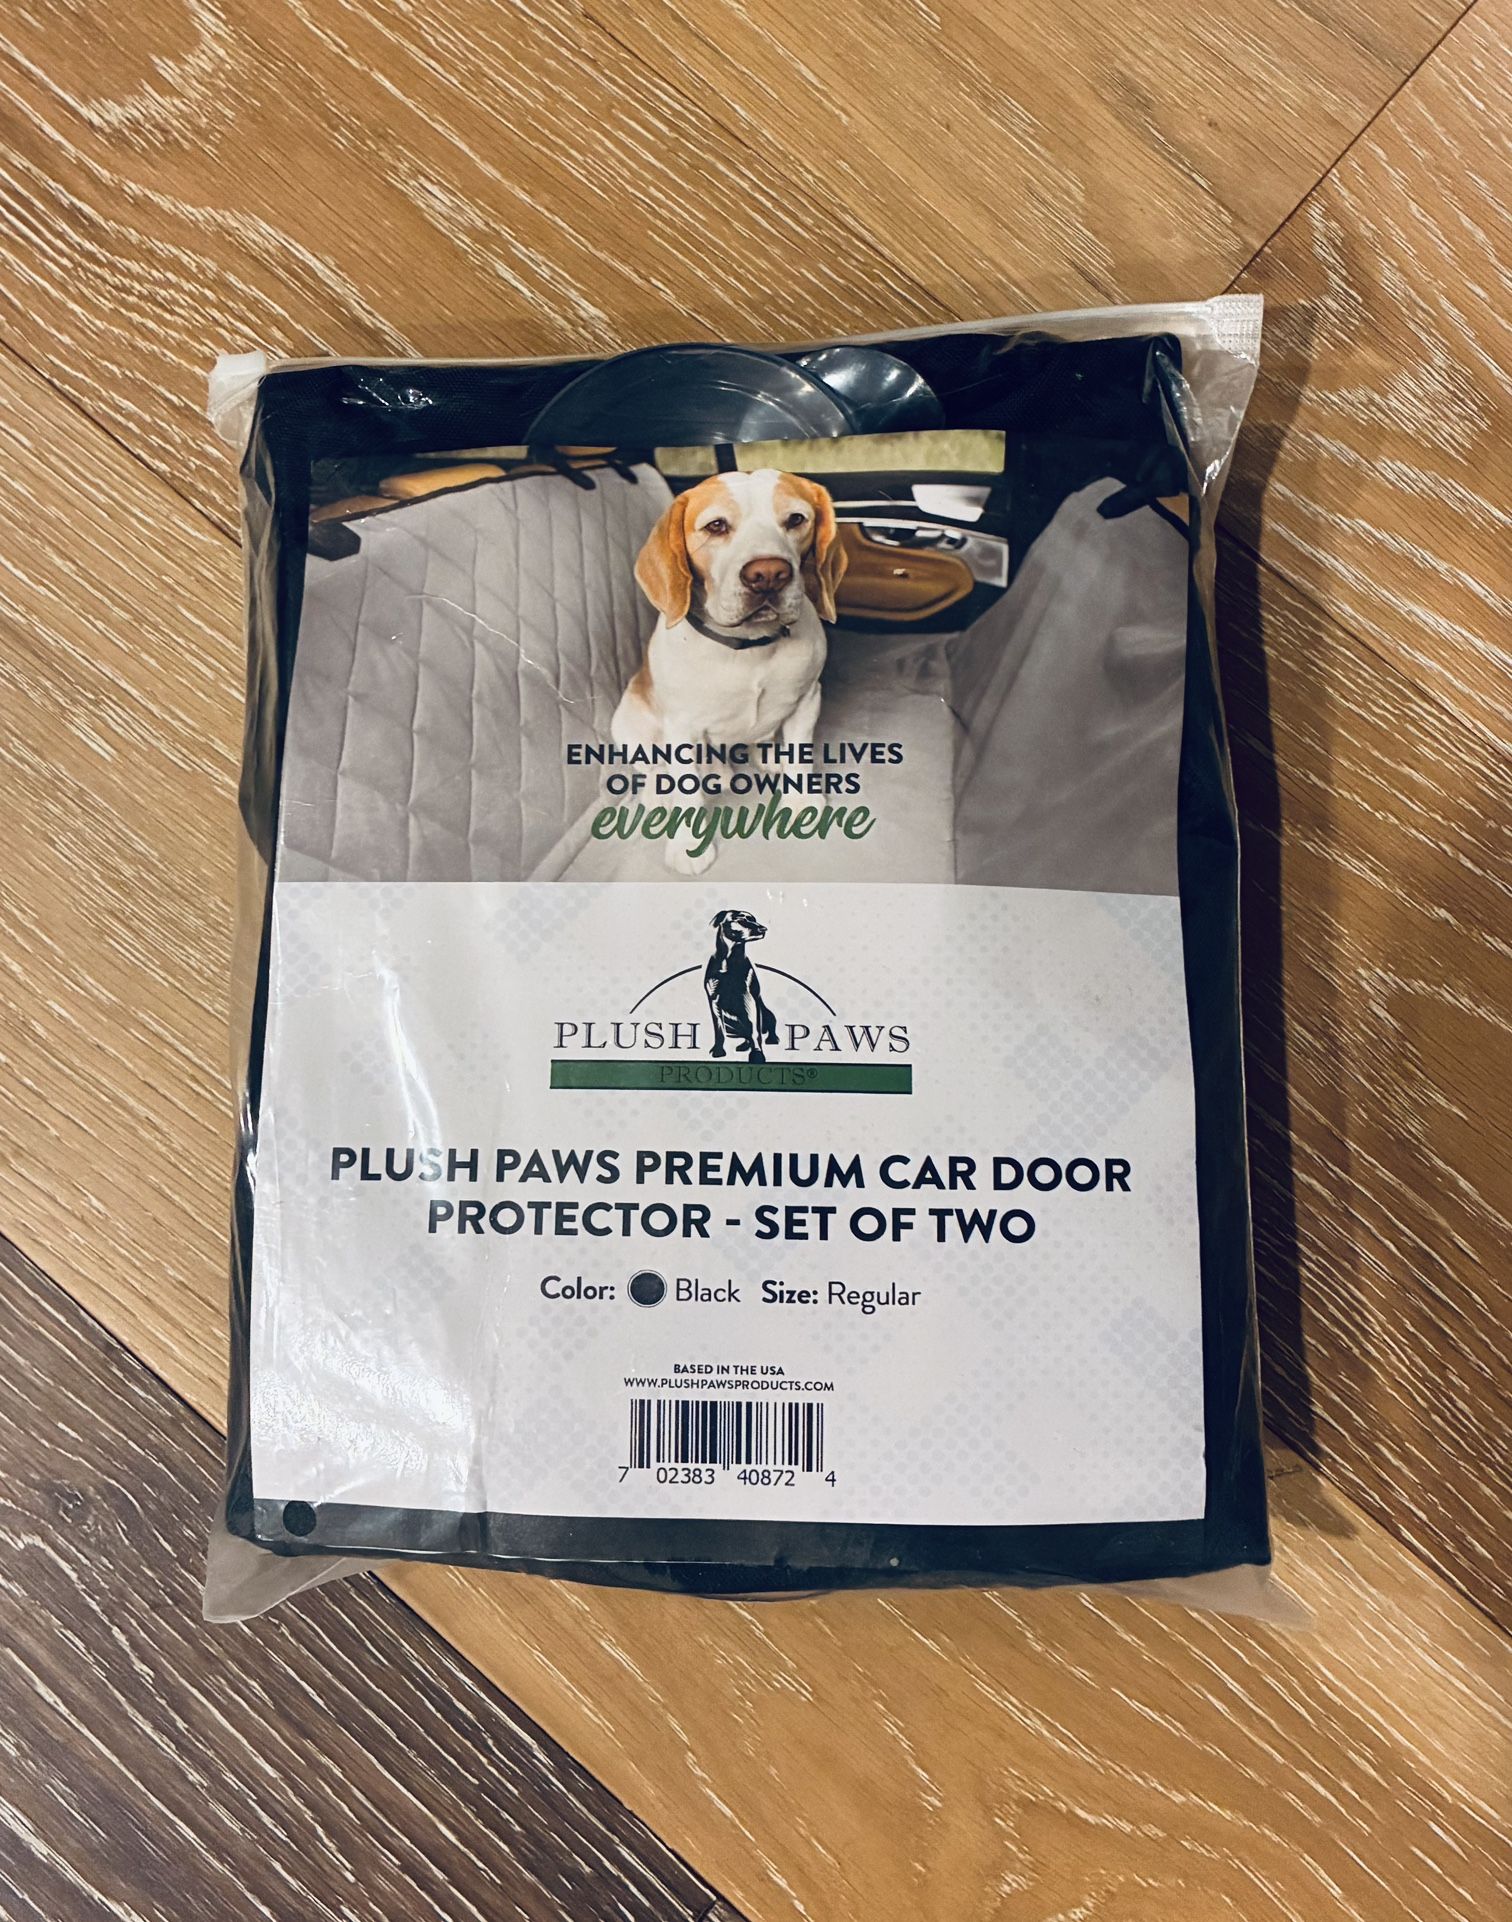 ENHANCING THE LIVES
OF DOG OWNERS
everywhere
PLUSH PAWS
PRODUCTS®
PLUSH PAWS PREMIUM CAR DOOR
PROTECTOR - SET OF TWO
Color: Black Size: Regular
BASED IN THE USA
WWW.PLUSHPAWSPRODUCTS.COM
7 02383 40872 4